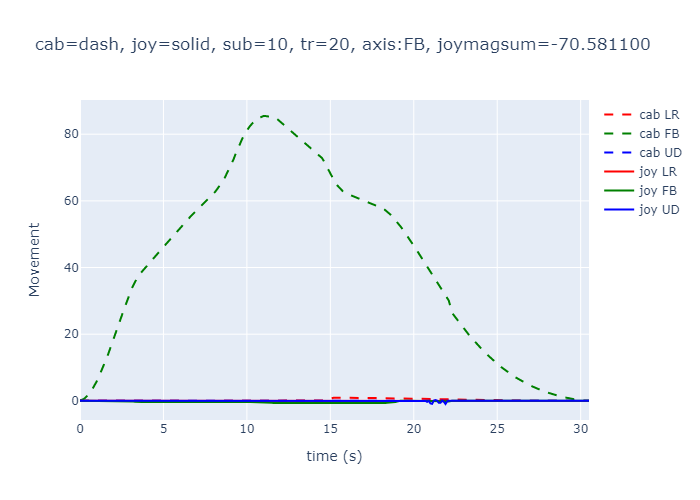 cab=dash, joy=solid, sub=10, tr=20, axis:FB, joymagsum=-70.581100
cab LR
cab FB
cab UD
joy LR
joy FB
joy UD
Movement
80
60
40
20
0
0 5 10 15 20 25 30
time (s)